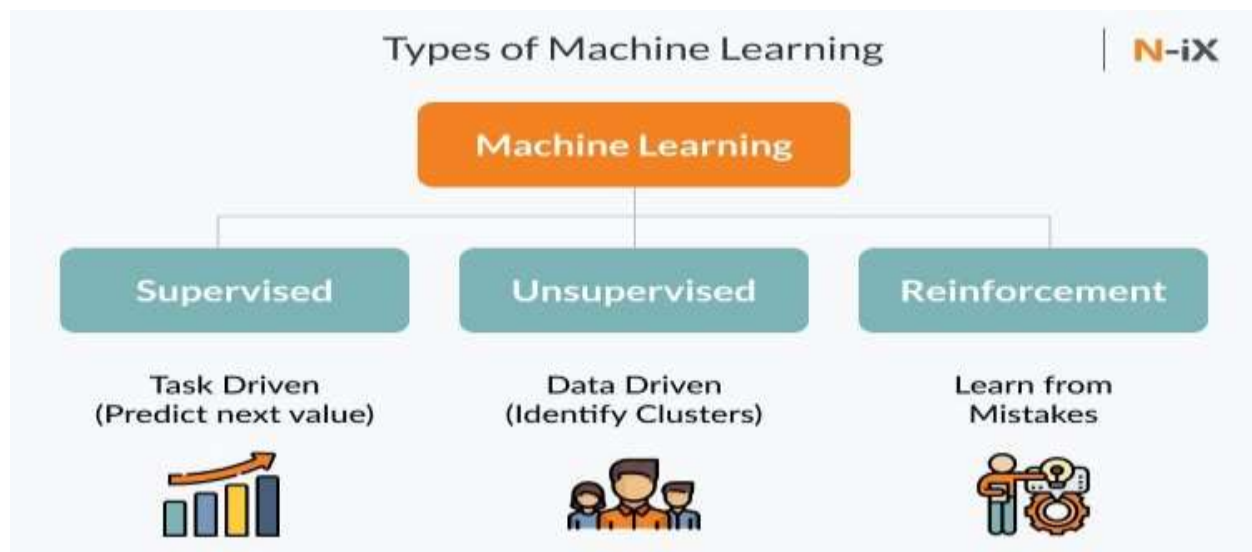 Types of Machine Learning
N-iX
Machine Learning
Supervised
Unsupervised
Reinforcement
Task Driven
(Predict next value)
Data Driven
(Identify Clusters)
Learn from
Mistakes